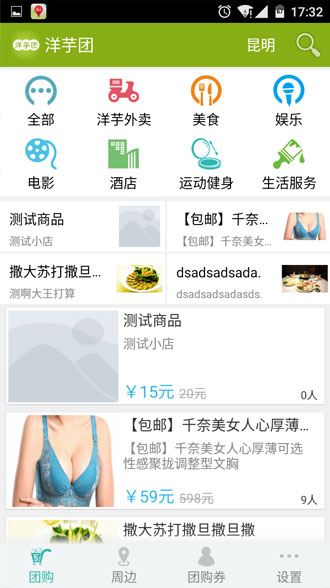 17:32
洋芋团
洋芋团
昆明
全部
洋芋外卖
美食
娱乐
电影
酒店
运动健身
生活服务
测试商品
测试小店
【包邮】千奈...
【包邮】千奈美女...
撒大苏打撒旦...
测啊大王打算
dsadsadsada.
dsadsadsadasds.
测试商品
测试小店
￥15元 20元
0人
【包邮】千奈美女人心厚薄...
【包邮】千奈美女人心厚薄可选
性感聚拢调整型文胸
￥59元 598元
9人
撒大苏打撒旦撒旦撒
团购
周边
团购券
设置